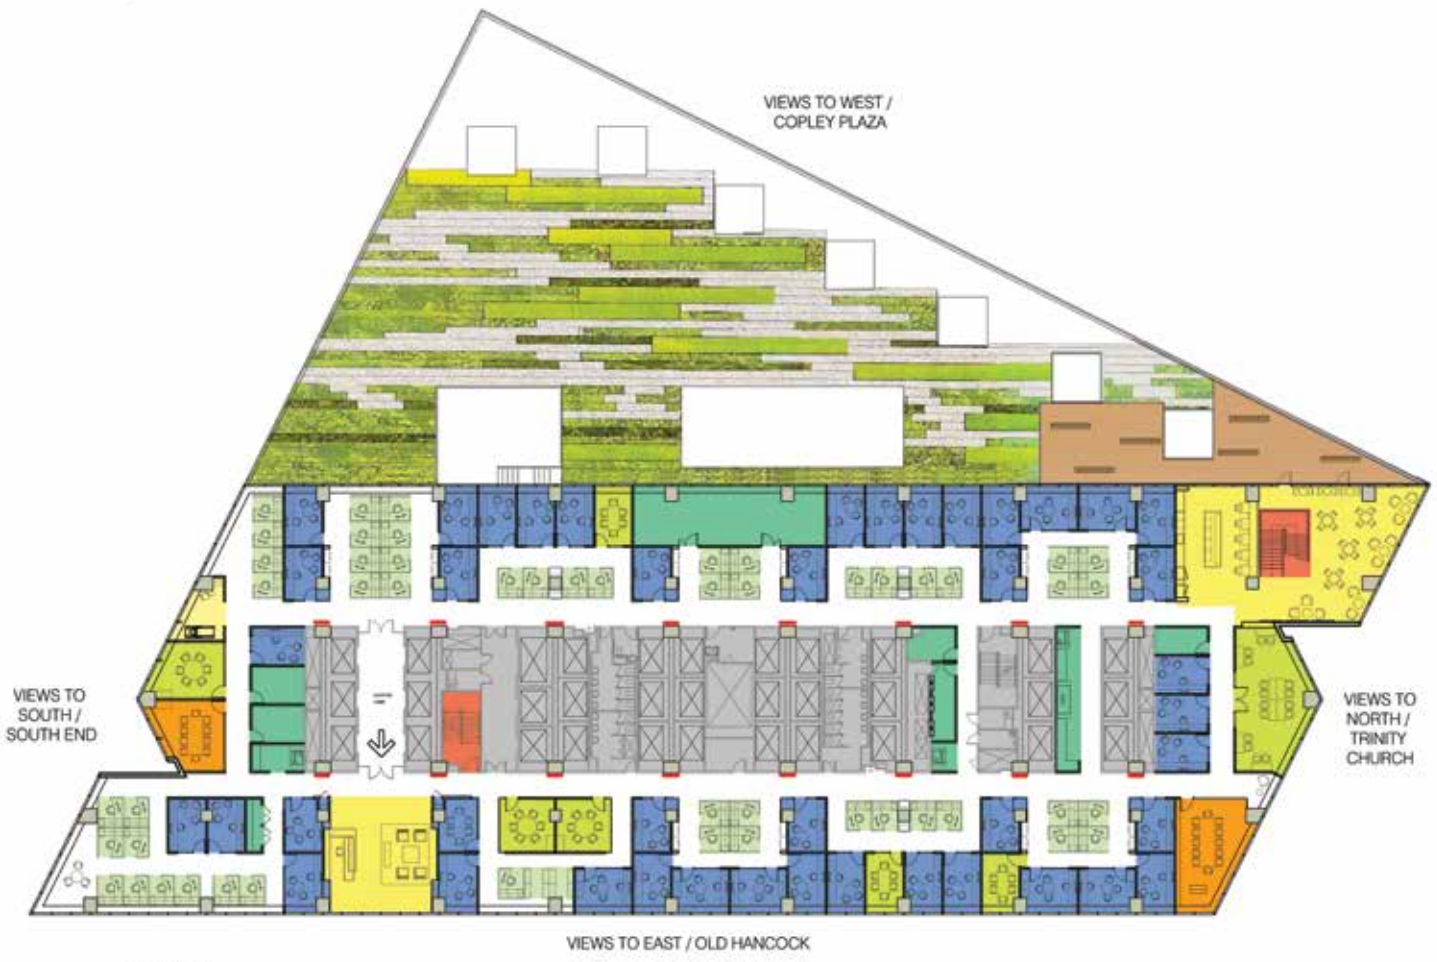 VIEWS TO WEST /
COPLEY PLAZA
VIEWS TO
SOUTH /
SOUTH END
VIEWS TO
NORTH /
TRINITY
CHURCH
VIEWS TO EAST / OLD HANCOCK